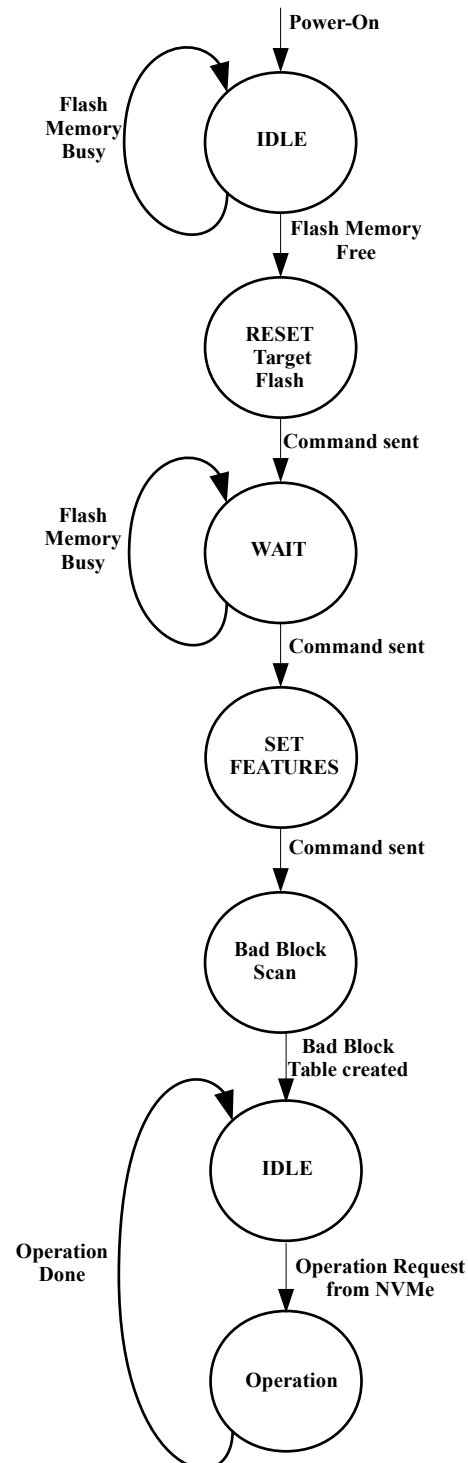 Power-On
Flash
Memory
Busy
IDLE
Flash Memory
Free
RESET
Target
Flash
Command sent
Flash
Memory
Busy
WAIT
Command sent
SET
FEATURES
Command sent
Bad Block
Scan
Bad Block
Table created
IDLE
Operation
Done
Operation Request
from NVMe
Operation